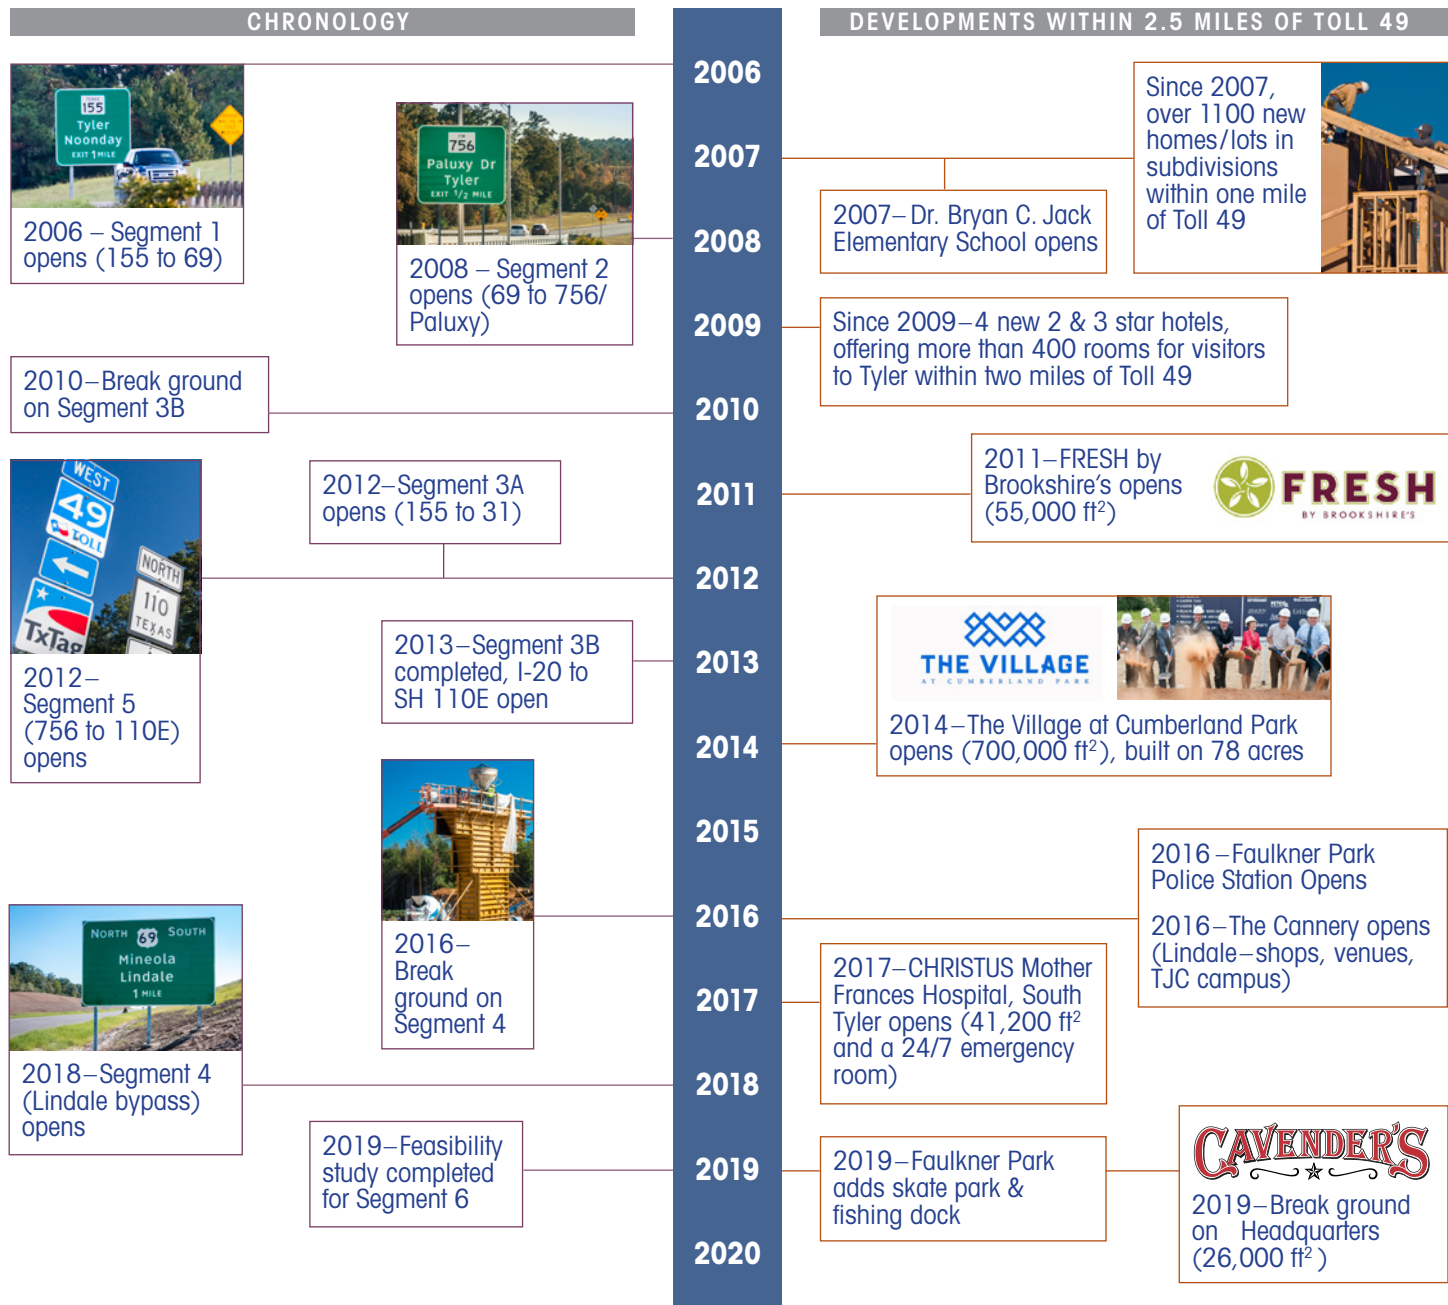 CHRONOLOGY
155
Tyler
Noonday
EXIT 1 MILE
2006 – Segment 1
opens (155 to 69)
756
Paluxy Dr
Tyler
EXIT 1/2 MILE
2008 – Segment 2
opens (69 to 756/
Paluxy)
2010–Break ground
on Segment 3B
2012–Segment 3A
opens (155 to 31)
WEST
49
TOLL
TxTag
NORTH
110
TEXAS
2012–
Segment 5
(756 to 110E)
opens
2013–Segment 3B
completed, I-20 to
SH 110E open
2016–
Break
ground on
Segment 4
NORTH 69 SOUTH
Mineola
Lindale
1 MILE
2018–Segment 4
(Lindale bypass)
opens
2019–Feasibility
study completed
for Segment 6
2006
2007
2008
2009
2010
2011
2012
2013
2014
2015
2016
2017
2018
2019
2020
DEVELOPMENTS WITHIN 2.5 MILES OF TOLL 49
Since 2007,
over 1100 new
homes/lots in
subdivisions
within one mile
of Toll 49
2007–Dr. Bryan C. Jack
Elementary School opens
Since 2009–4 new 2 & 3 star hotels,
offering more than 400 rooms for visitors
to Tyler within two miles of Toll 49
2011–FRESH by
Brookshire's opens
(55,000 ft²)
FRESH
BY BROOKSHIRE'S
THE VILLAGE
AT CUMBERLAND PARK
2014–The Village at Cumberland Park
opens (700,000 ft²), built on 78 acres
2016–Faulkner Park
Police Station Opens
2016–The Cannery opens
(Lindale–shops, venues,
TJC campus)
2017–CHRISTUS Mother
Frances Hospital, South
Tyler opens (41,200 ft²
and a 24/7 emergency
room)
2019–Faulkner Park
adds skate park &
fishing dock
CAVENDER'S
2019–Break ground
on Headquarters
(26,000 ft² )